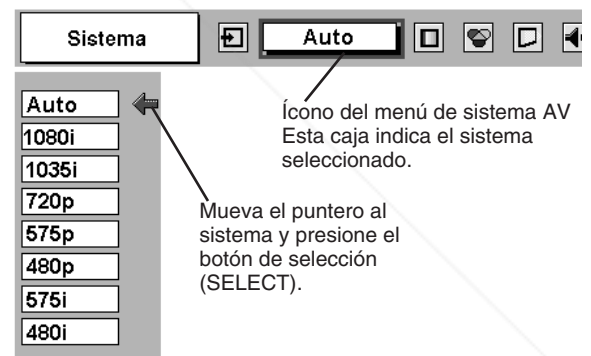 Sistema
Auto
Ícono del menú de sistema AV
Esta caja indica el sistema
seleccionado.
Auto
1080i
1035i
720p
575p
480p
575i
480i
Mueva el puntero al
sistema y presione el
botón de selección
(SELECT).